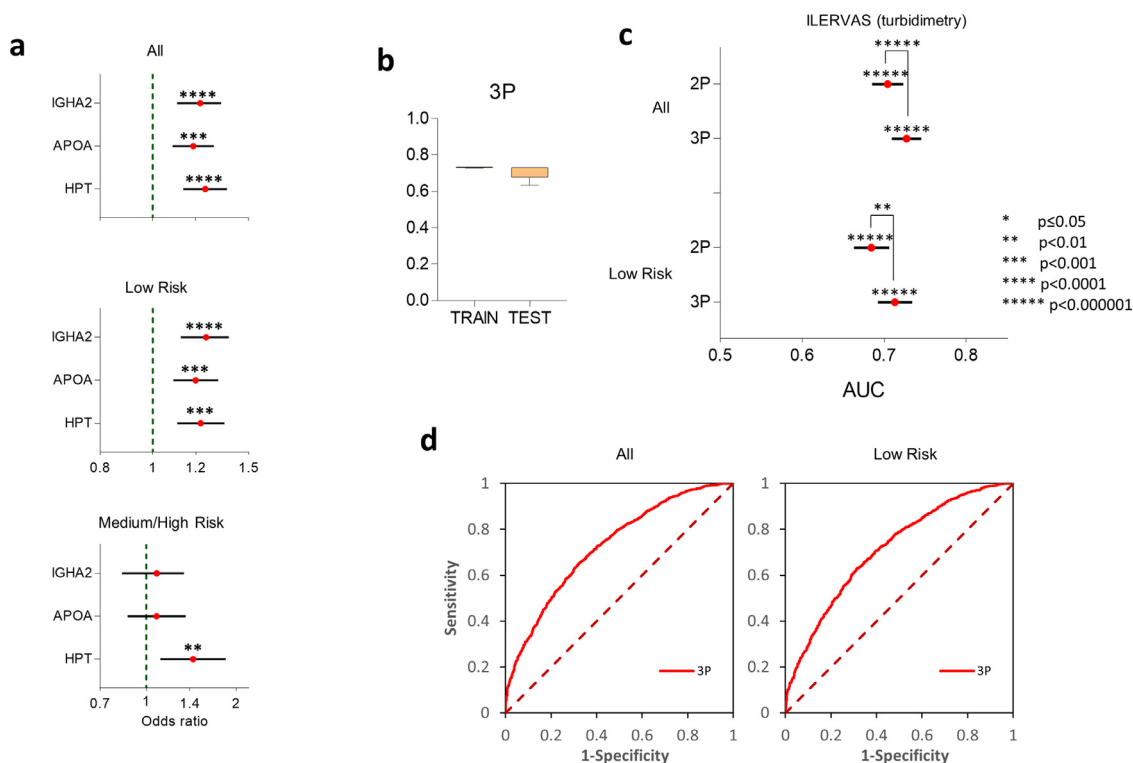 a
All
IGHA2
****
APOA
***
HPT
****
1
1.2
1.5
Low Risk
IGHA2
****
APOA
***
HPT
***
0.8
1
1.2
1.5
Medium/High Risk
IGHA2
APOA
HPT
**
0.7
1
1.4
2
Odds ratio
b
3P
1.0
0.8
0.6
0.4
0.2
0.0
TRAIN TEST
c
ILERVAS (turbidimetry)
*****
2P
*****
All
3P
*****
**
2P
*****
Low Risk
3P
*****
0.5
0.6
0.7
0.8
AUC
* p≤0.05
** p<0.01
*** p<0.001
**** p<0.0001
***** p<0.000001
d
All
Sensitivity
1
0.8
0.6
0.4
0.2
0
0 0.2 0.4 0.6 0.8 1
1-Specificity
3P
Low Risk
1
0.8
0.6
0.4
0.2
0
0 0.2 0.4 0.6 0.8 1
1-Specificity
3P